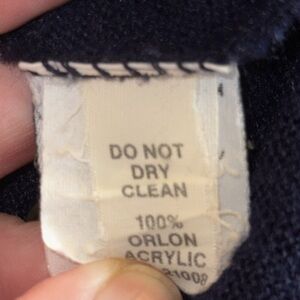 DO NOT
DRY
CLEAN
100%
ORLON
ACRYLIC